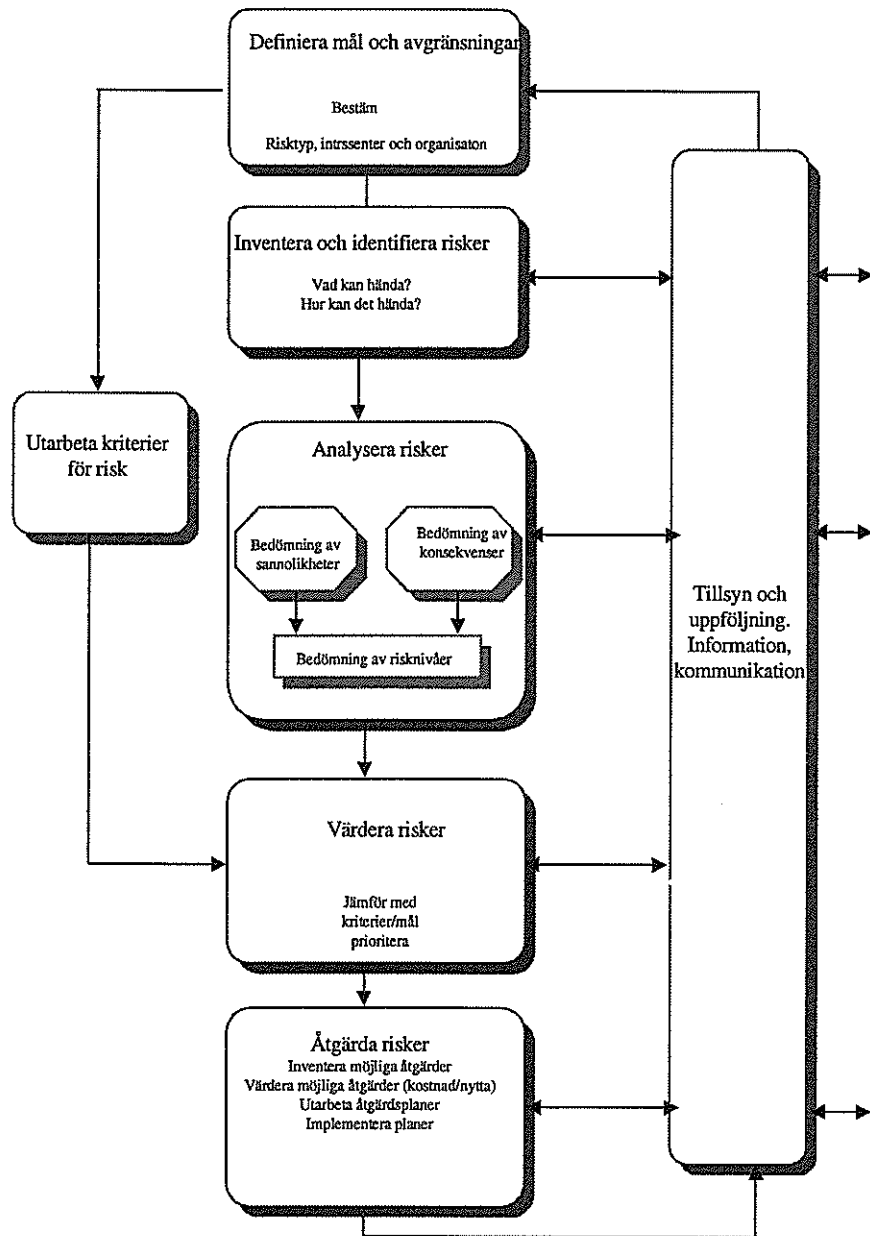 Definiera mål och avgränsningar
Bestäm
Risktyp, intrssenter och organisaton
Inventera och identifiera risker
Vad kan hända?
Hur kan det hända?
Utarbeta kriterier
för risk
Analysera risker
Bedömning av
sannolikheter
Bedömning av
konsekvenser
Bedömning av risknivåer
Värdera risker
Jämför med
kriterier/mål
prioritera
Åtgärda risker
Inventera möjliga åtgärder
Värdera möjliga åtgärder (kostnad/nytta)
Utarbeta åtgärdsplaner
Implementera planer
Tillsyn och
uppföljning.
Information,
kommunikation